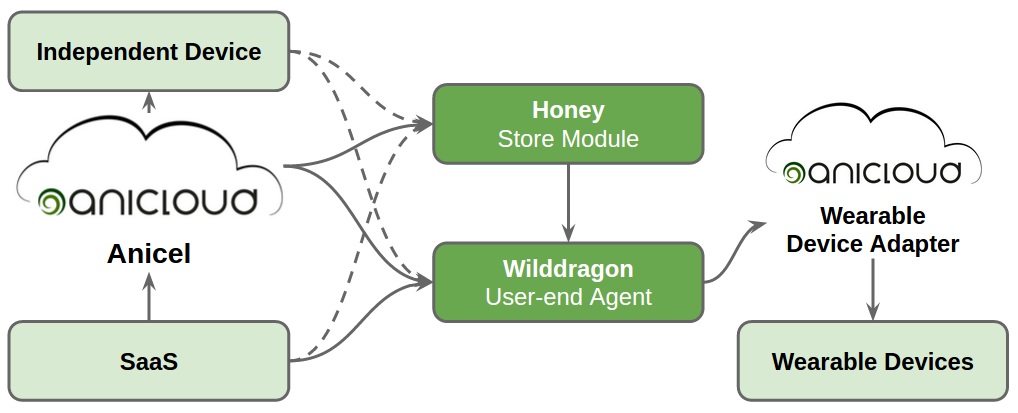 Independent Device
anicloud
Anicel
SaaS
Honey
Store Module
Wilddragon
User-end Agent
anicloud
Wearable
Device Adapter
Wearable Devices